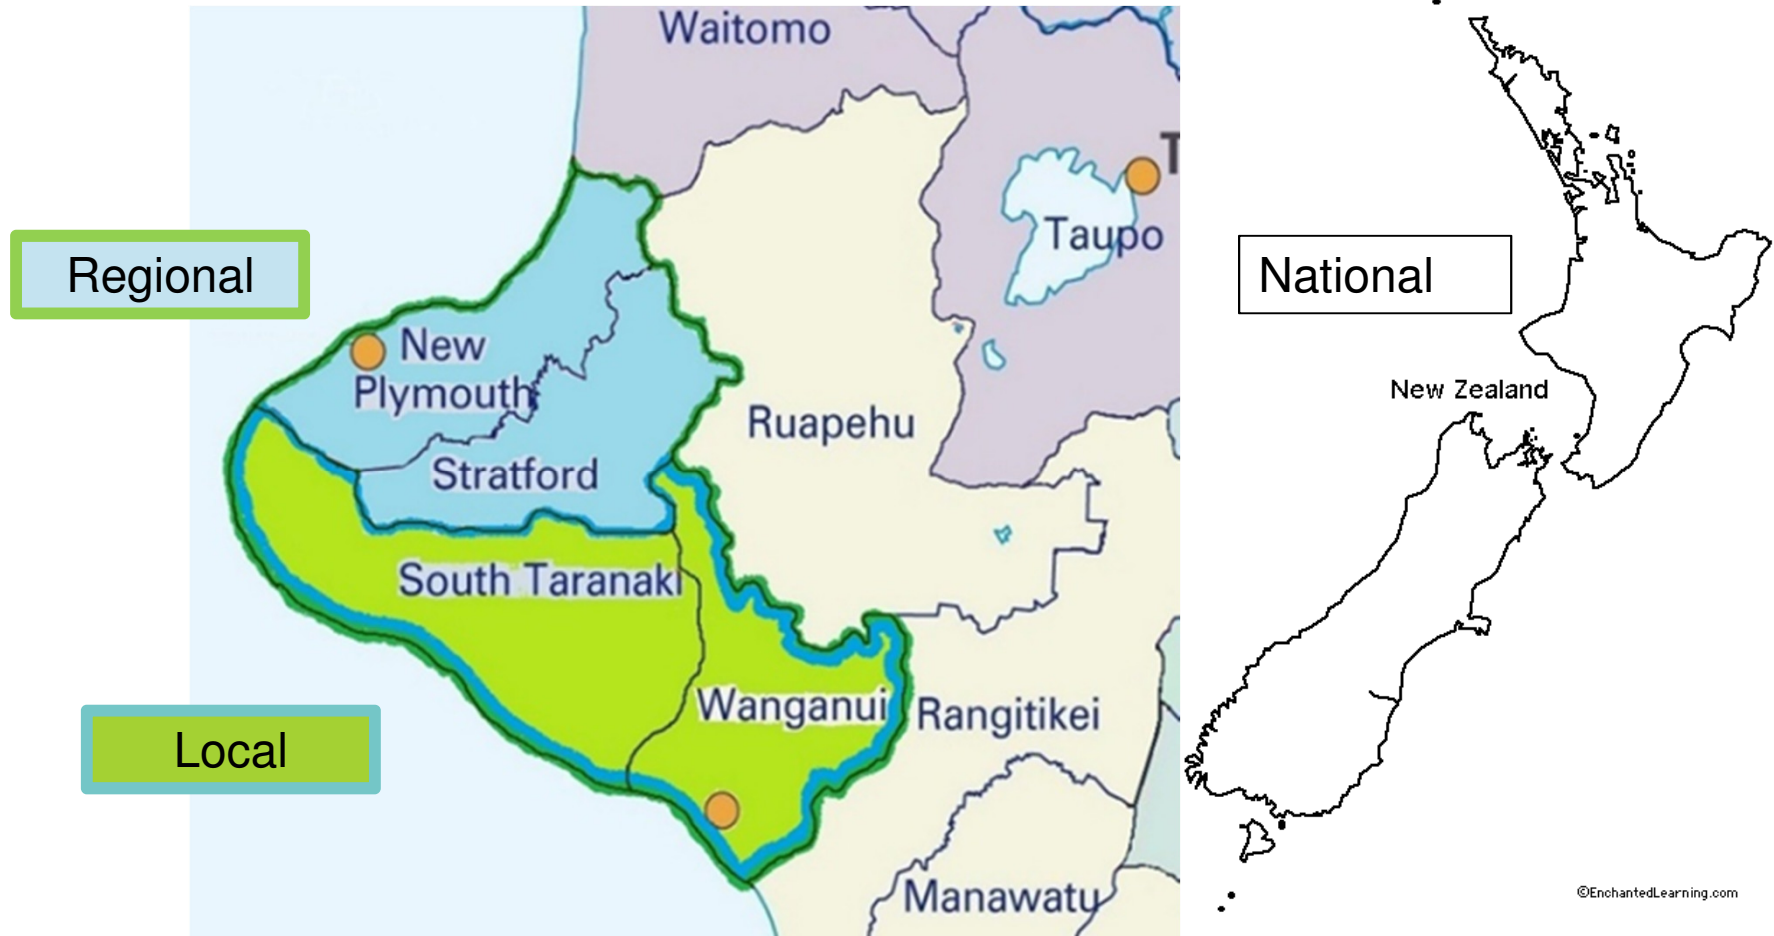 Waitomo
T
Taupo
Regional
National
New
Plymouth
New Zealand
Ruapehu
Stratford
South Taranaki
Wanganui
Rangitikei
Local
Manawatu
©EnchantedLearning.com